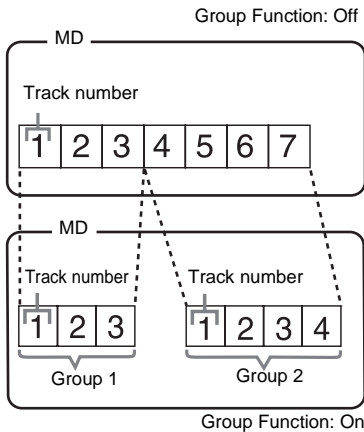 Group Function: Off
MD
Track number
1 2 3 4 5 6 7
MD
Track number Track number
1 2 3 1 2 3 4
Group 1 Group 2
Group Function: On